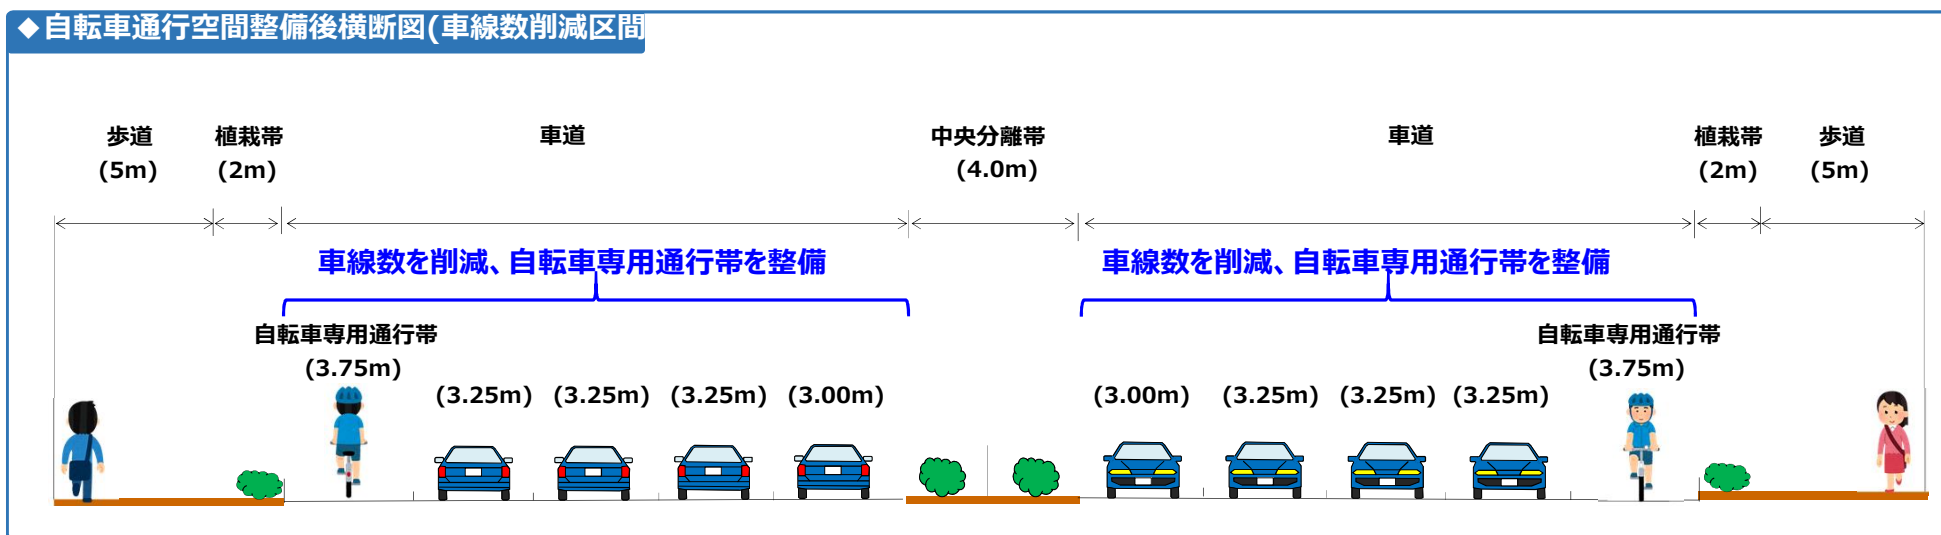 ◆自転車通行空間整備後横断図(車線数削減区間
歩道 植栽帯 車道 中央分離帯 車道 植栽帯 歩道
(5m) (2m) (4.0m) (2m) (5m)
車線数を削減、自転車専用通行帯を整備 車線数を削減、自転車専用通行帯を整備
自転車専用通行帯 自転車専用通行帯
(3.75m) (3.75m)
(3.25m) (3.25m) (3.25m) (3.00m) (3.00m) (3.25m) (3.25m) (3.25m)